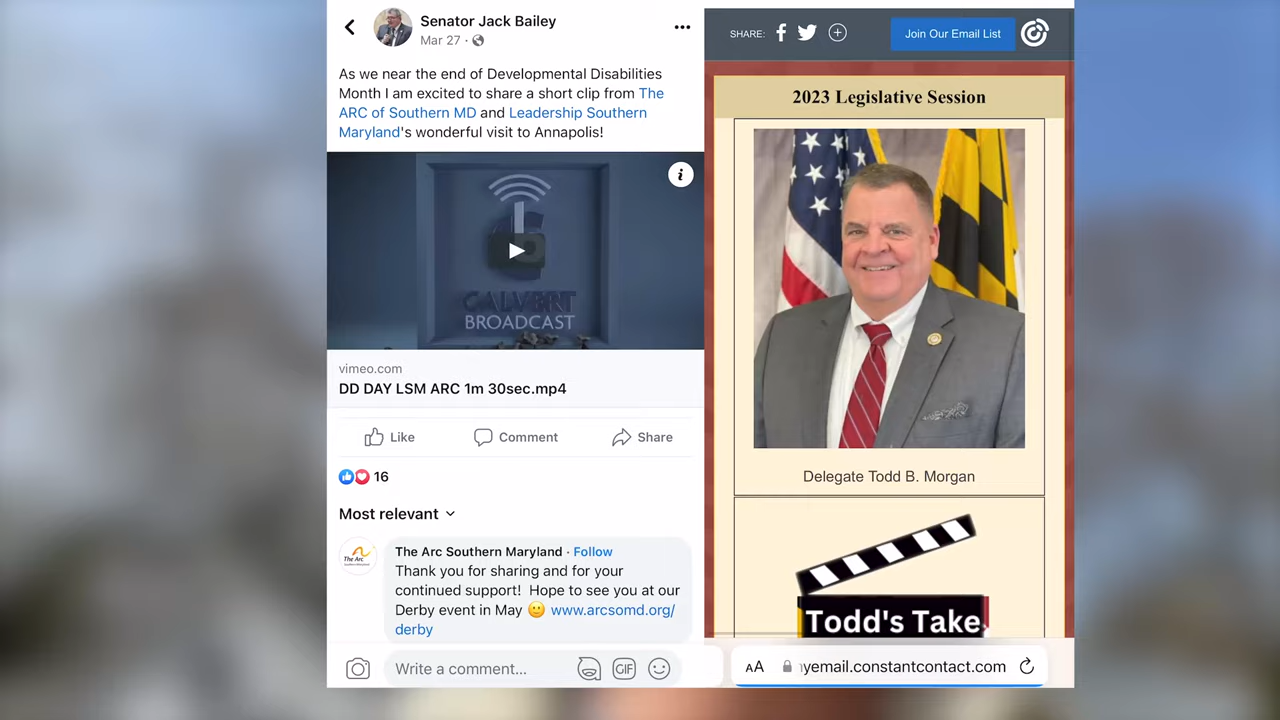 Senator Jack Bailey
Mar 27 ·
As we near the end of Developmental Disabilities
Month I am excited to share a short clip from The
ARC of Southern MD and Leadership Southern
Maryland's wonderful visit to Annapolis!
CALVERT
BROADCAST
vimeo.com
DD DAY LSM ARC 1m 30sec.mp4
Like
Comment
Share
16
Most relevant
The Arc
The Arc Southern Maryland · Follow
Thank you for sharing and for your
continued support! Hope to see you at our
Derby event in May 🙂 www.arcsomd.org/
derby
Write a comment...
GIF
SHARE:
Join Our Email List
2023 Legislative Session
Delegate Todd B. Morgan
Todd's Take
AA
yemail.constantcontact.com